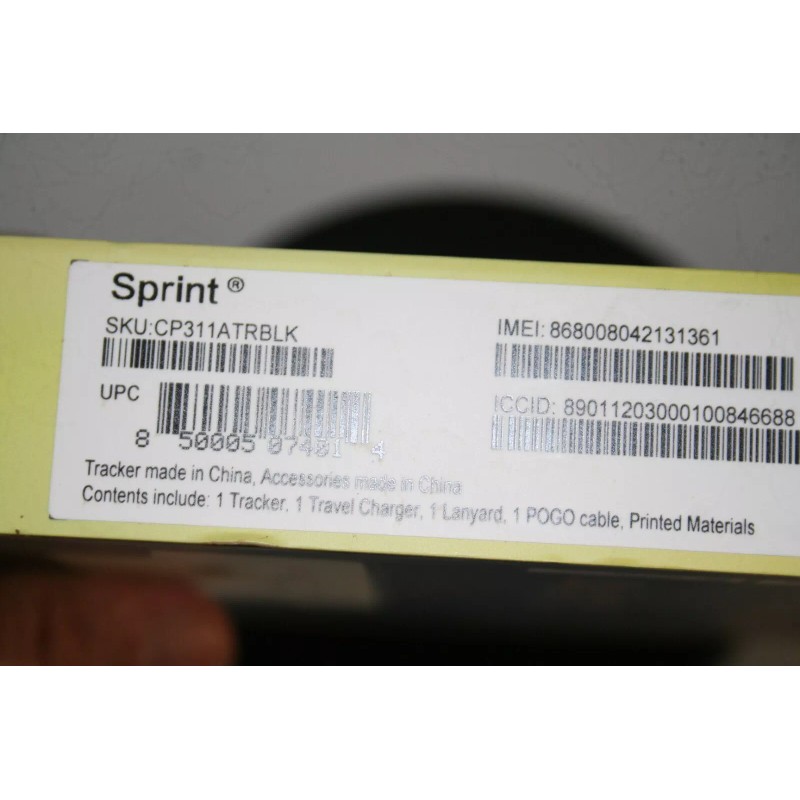 Sprint ®
SKU:CP311ATRBLK
IMEI: 868008042131361
UPC
8 50005 07481 4
ICCID: 89011203000100846688
Tracker made in China, Accessories made in China
Contents include: 1 Tracker, 1 Travel Charger, 1 Lanyard, 1 POGO cable, Printed Materials